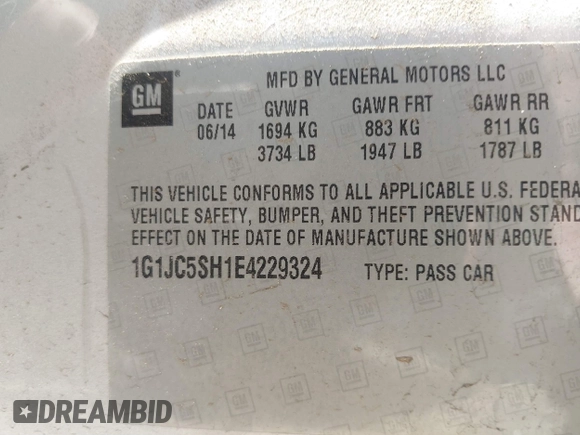 GM ®
MFD BY GENERAL MOTORS LLC
DATE GVWR GAWR FRT GAWR RR
06/14 1694 KG 883 KG 811 KG
3734 LB 1947 LB 1787 LB
THIS VEHICLE CONFORMS TO ALL APPLICABLE U.S. FEDERA
VEHICLE SAFETY, BUMPER, AND THEFT PREVENTION STAND
EFFECT ON THE DATE OF MANUFACTURE SHOWN ABOVE.
1G1JC5SH1E4229324 TYPE: PASS CAR
DREAMBID